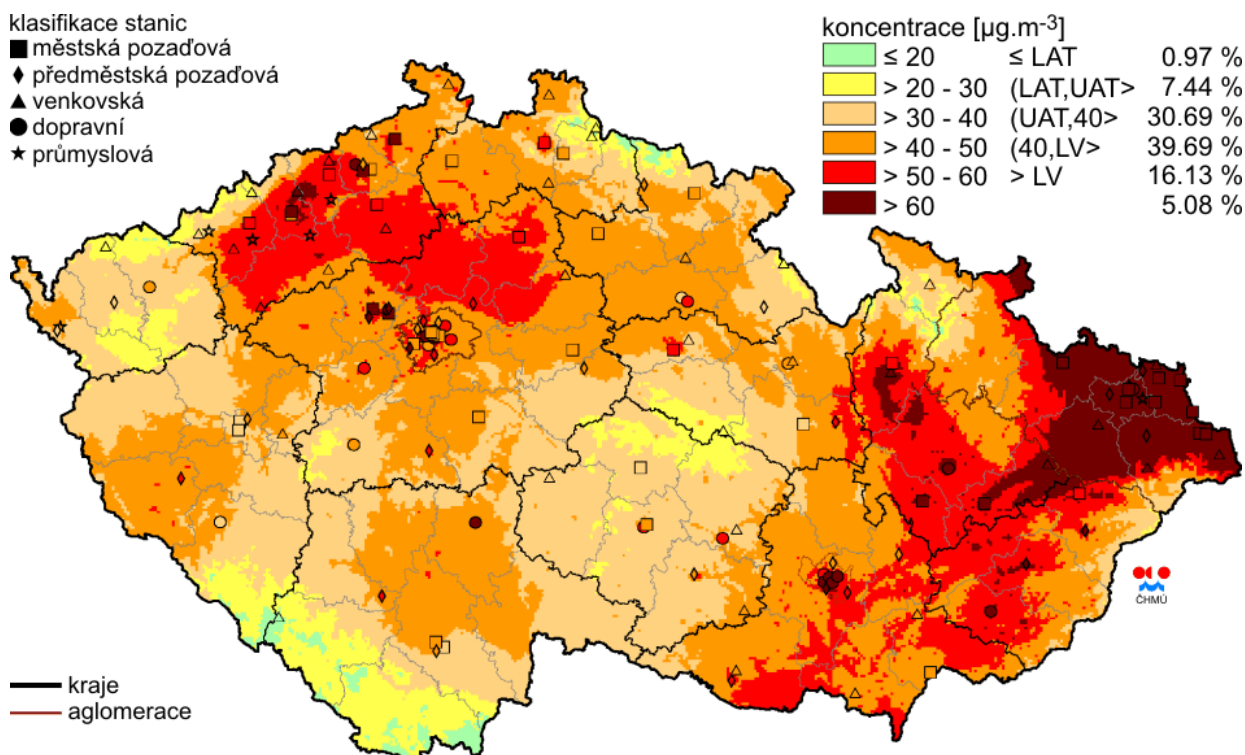 klasifikace stanic
městská pozaďová
předměstská pozaďová
venkovská
dopravní
průmyslová
koncentrace [µg.m-3]
≤ 20 ≤ LAT 0.97 %
> 20 - 30 (LAT,UAT> 7.44 %
> 30 - 40 (UAT,40> 30.69 %
> 40 - 50 (40,LV> 39.69 %
> 50 - 60 > LV 16.13 %
> 60 5.08 %
ČHMÚ
kraje
aglomerace